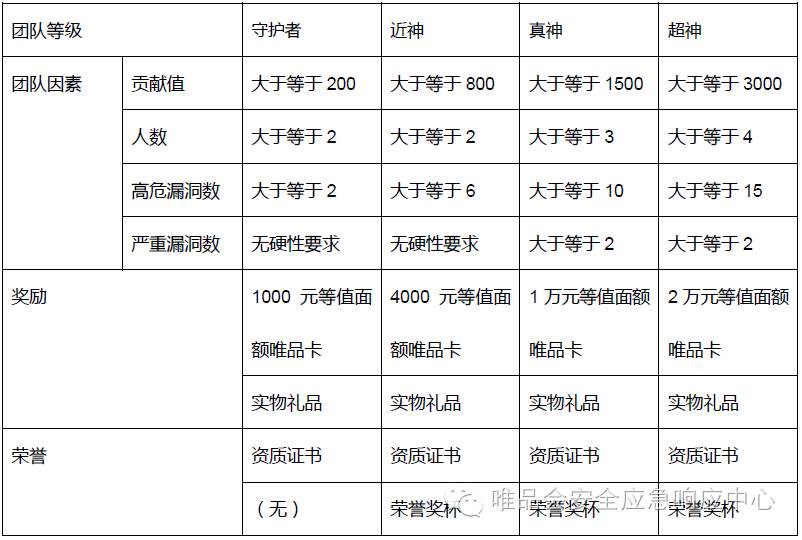 团队等级 守护者 近神 真神 超神
团队因素 贡献值 大于等于 200 大于等于 800 大于等于 1500 大于等于 3000
人数 大于等于 2 大于等于 2 大于等于 3 大于等于 4
高危漏洞数 大于等于 2 大于等于 6 大于等于 10 大于等于 15
严重漏洞数 无硬性要求 无硬性要求 大于等于 2 大于等于 2
奖励 1000 元等值面 4000 元等值面 1 万元等值面额 2 万元等值面额
额唯品卡 额唯品卡 唯品卡 唯品卡
实物礼品 实物礼品 实物礼品 实物礼品
荣誉 资质证书 资质证书 资质证书 资质证书
（无） 荣誉奖杯 荣誉奖杯 荣誉奖杯
唯品会安全应急响应中心